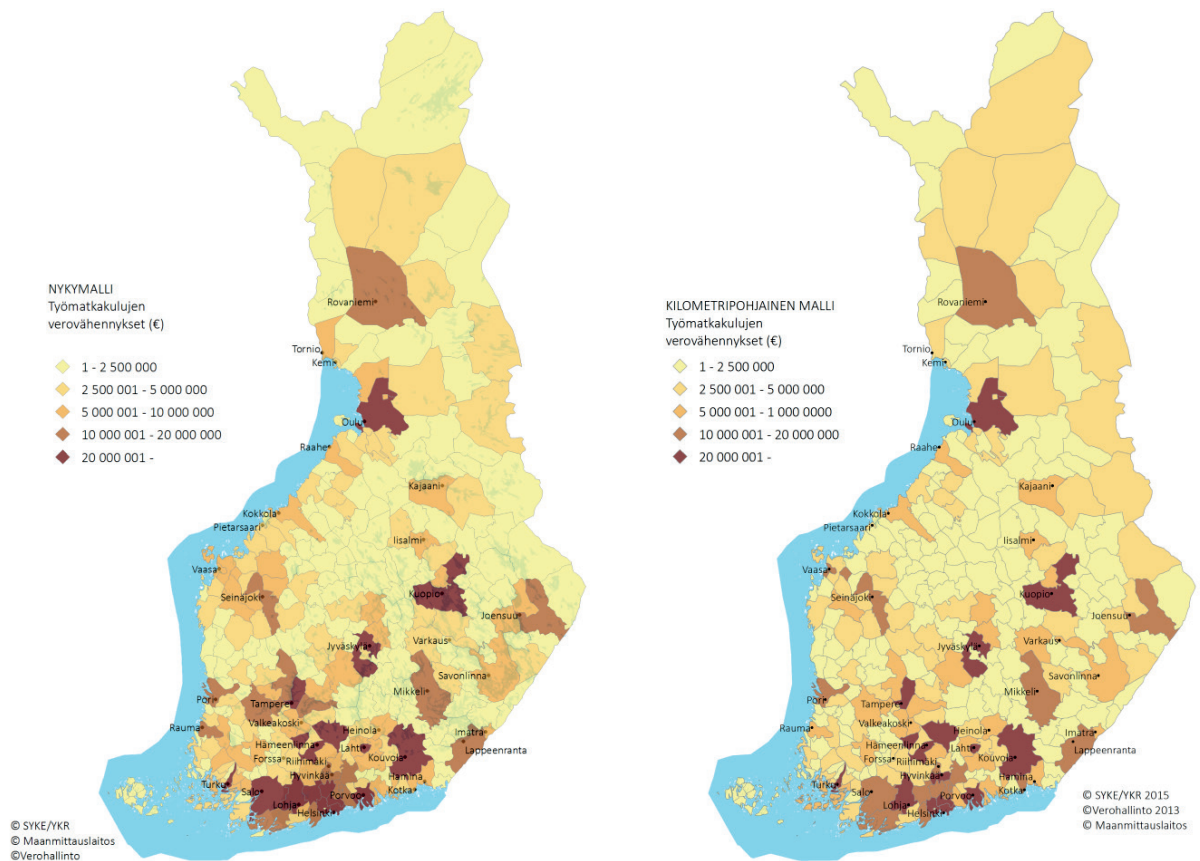 NYKYMALLI
Työmatkakulujen
verovähennykset (€)
1 - 2 500 000
2 500 001 - 5 000 000
5 000 001 - 10 000 000
10 000 001 - 20 000 000
20 000 001 -
Rovaniemi
Tornio
Kemi
Oulu
Raahe
Kajaani
Kokkola
Pietarsaari
Iisalmi
Vaasa
Kuopio
Seinäjoki
Joensuu
Varkaus
Jyväskylä
Savonlinna
Mikkeli
Pori
Tampere
Valkeakoski
Rauma
Heinola
Imatra
Hämeenlinna
Lahti
Lappeenranta
Forssa
Kouvola
Riihimäki
Hyvinkää
Hamina
Turku
Salo
Porvoo
Kotka
Lohja
Helsinki
© SYKE/YKR
© Maanmittauslaitos
©Verohallinto
KILOMETRIPOHJAINEN MALLI
Työmatkakulujen
verovähennykset (€)
1 - 2 500 000
2 500 001 - 5 000 000
5 000 001 - 1 000 0000
10 000 001 - 20 000 000
20 000 001 -
Rovaniemi
Tornio
Kemi
Oulu
Raahe
Kajaani
Kokkola
Pietarsaari
Iisalmi
Vaasa
Kuopio
Seinäjoki
Joensuu
Varkaus
Jyväskylä
Savonlinna
Mikkeli
Pori
Tampere
Valkeakoski
Rauma
Heinola
Imatra
Hämeenlinna
Lahti
Lappeenranta
Forssa
Kouvola
Riihimäki
Hyvinkää
Hamina
Turku
Salo
Porvoo
Kotka
Lohja
Helsinki
© SYKE/YKR 2015
©Verohallinto 2013
© Maanmittauslaitos